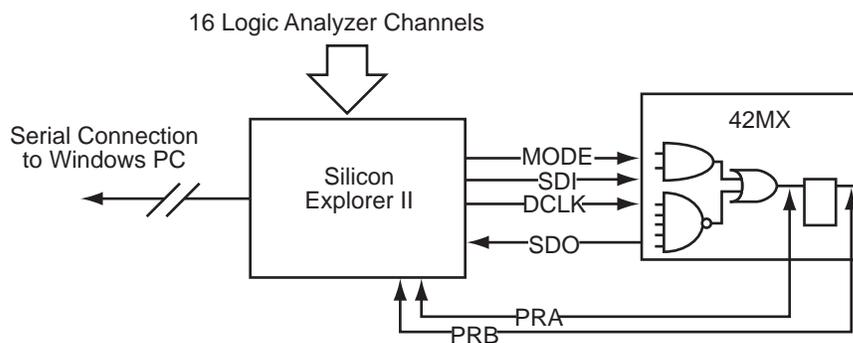 16 Logic Analyzer Channels
Serial Connection
to Windows PC
Silicon
Explorer II
MODE
SDI
DCLK
SDO
42MX
PRA
PRB